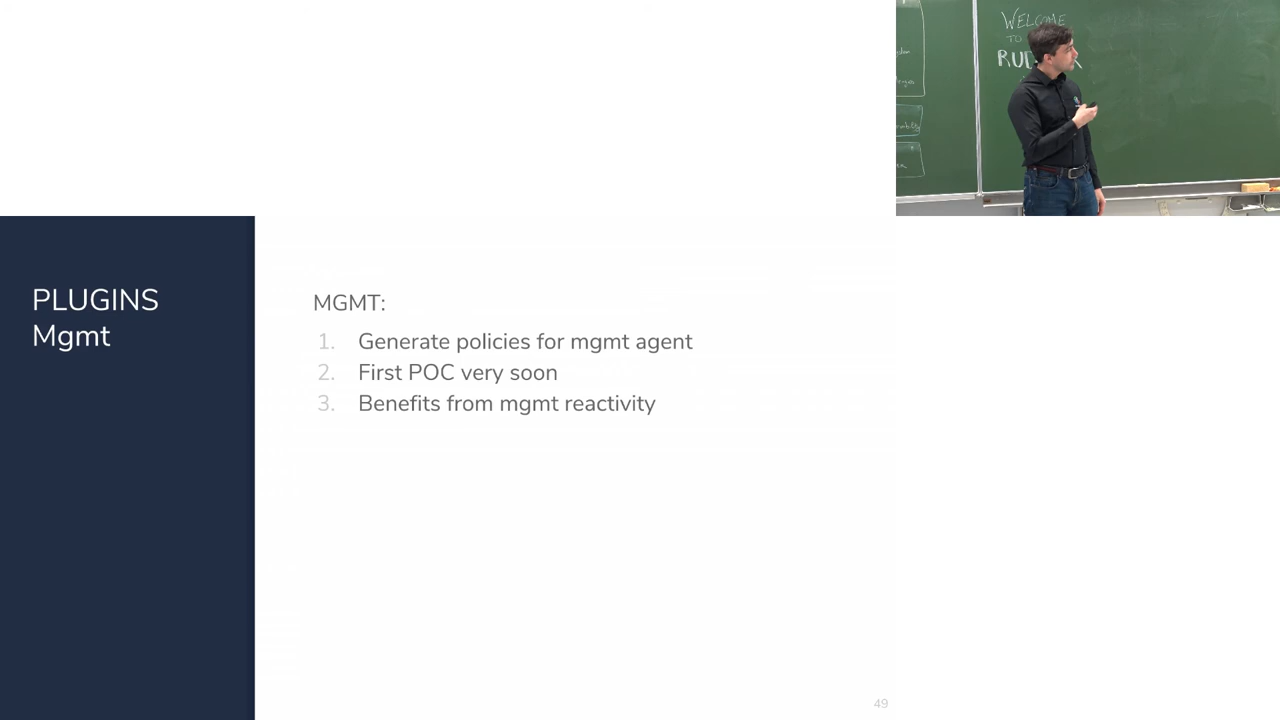 WELCOME
TO
PLUGINS
Mgmt
MGMT:
1. Generate policies for mgmt agent
2. First POC very soon
3. Benefits from mgmt reactivity
49